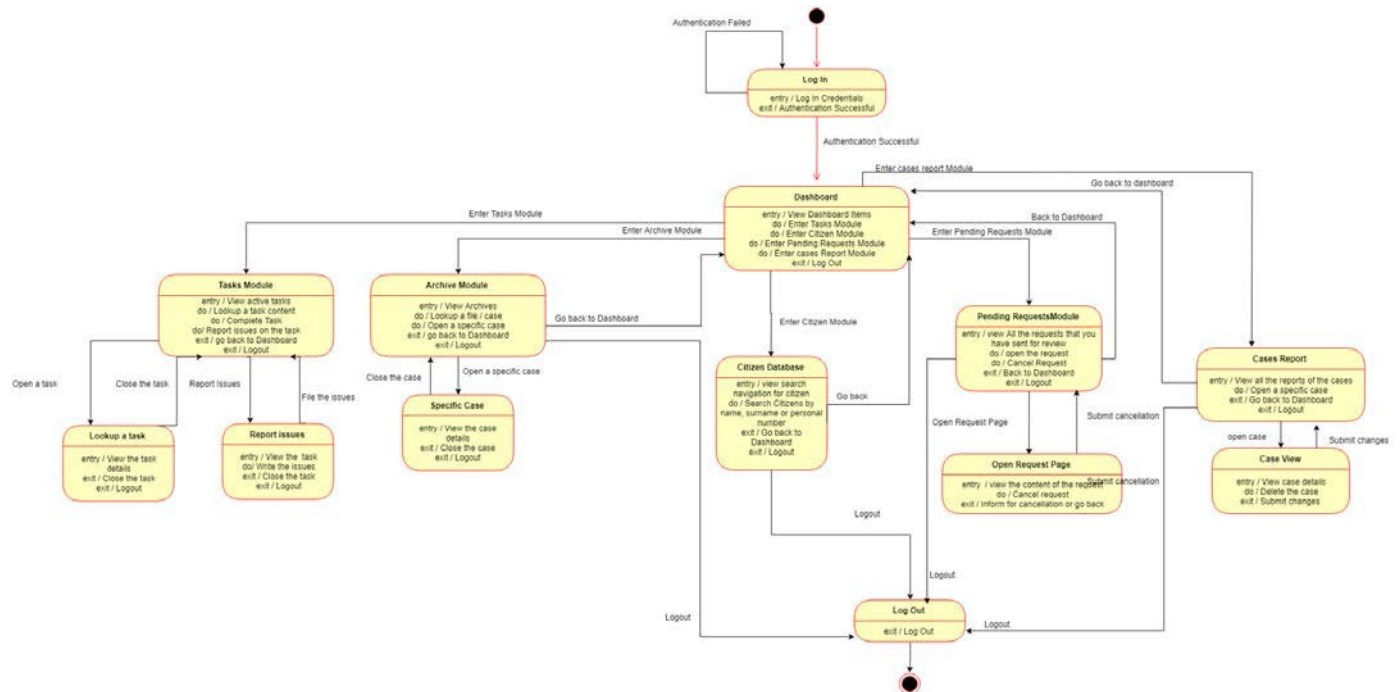 Authentication Failed
Log In
entry / Log In Credentials
exit / Authentication Successful
Authentication Successful
Enter cases report Module
Go back to dashboard
Dashboard
entry / View Dashboard Items
do / Enter Tasks Module
do / Enter Citizen Module
do / Enter Pending Requests Module
do / Enter cases Report Module
exit / Log Out
Enter Tasks Module
Enter Archive Module
Back to Dashboard
Enter Pending Requests Module
Tasks Module
entry / View active tasks
do / Lookup a task content
do / Complete Task
do/ Report issues on the task
exit / go back to Dashboard
exit / Logout
Archive Module
entry / View Archives
do / Lookup a file / case
do / Open a specific case
exit / go back to Dashboard
exit / Logout
Go back to Dashboard
Enter Citizen Module
Pending RequestsModule
entry / view All the requests that you
have sent for review
do / open the request
do / Cancel Request
exit / Back to Dashboard
exit / Logout
Cases Report
entry / View all the reports of the cases
do / Open a specific case
exit / Go back to Dashboard
exit / Logout
Citizen Database
entry / view search
navigation for citizen
do / Search Citizens by
name, surname or personal
number
exit / Go back to
Dashboard
exit / Logout
Go back
Open a task
Close the task
Report Issues
File the issues
Close the case
Open a specific case
Specific Case
entry / View the case
details
exit / Close the case
exit / Logout
Lookup a task
entry / View the task
details
exit / Close the task
exit / Logout
Report issues
entry / View the task
do/ Write the issues
exit / Close the task
exit / Logout
Open Request Page
Submit cancellation
open case
Submit changes
Open Request Page
entry / view the content of the request
do / Cancel request
exit / Inform for cancellation or go back
Submit cancellation
Case View
entry / View case details
do / Delete the case
exit / Submit changes
Logout
Logout
Logout
Logout
Log Out
exit / Log Out